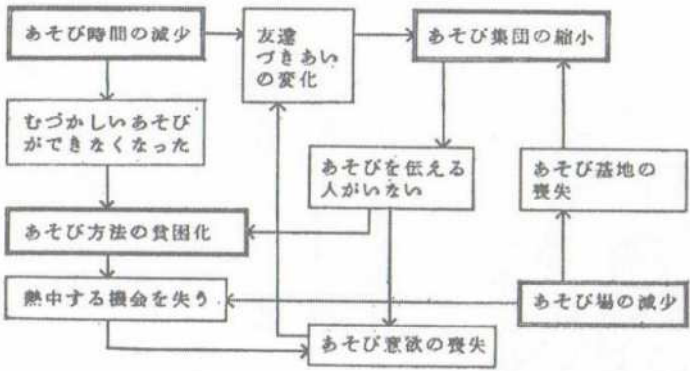 あそび時間の減少
友達
づきあい
の変化
あそび集団の縮小
むづかしいあそび
ができなくなった
あそびを伝える
人がいない
あそび基地の
喪失
あそび方法の貧困化
熱中する機会を失う
あそび場の減少
あそび意欲の喪失